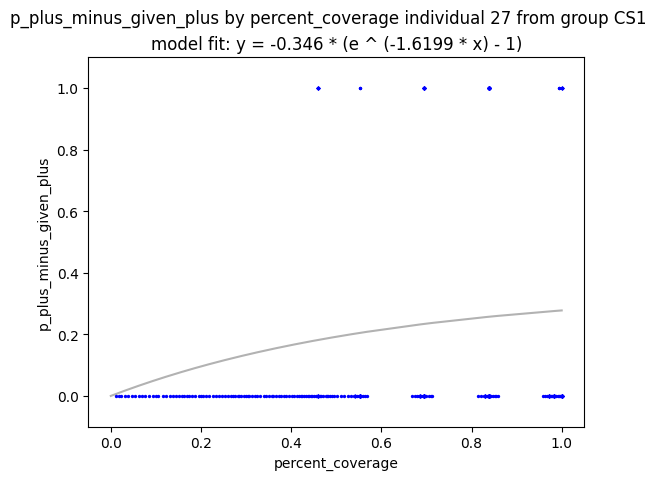 p_plus_minus_given_plus by percent_coverage individual 27 from group CS1
model fit: y = -0.346 * (e ^ (-1.6199 * x) - 1)
1.0
0.8
0.6
0.4
0.2
0.0
p_plus_minus_given_plus
0.0 0.2 0.4 0.6 0.8 1.0
percent_coverage